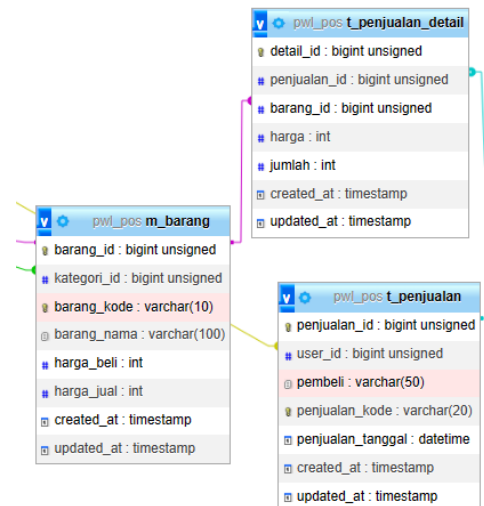 v pwl_pos t_penjualan_detail
detail_id : bigint unsigned
# penjualan_id : bigint unsigned
# barang_id : bigint unsigned
# harga : int
# jumlah : int
created_at : timestamp
updated_at : timestamp
v pwl_pos m_barang
barang_id : bigint unsigned
# kategori_id : bigint unsigned
barang_kode : varchar(10)
barang_nama : varchar(100)
# harga_beli : int
# harga_jual : int
created_at : timestamp
updated_at : timestamp
v pwl_pos t_penjualan
penjualan_id : bigint unsigned
# user_id : bigint unsigned
pembeli : varchar(50)
penjualan_kode : varchar(20)
penjualan_tanggal : datetime
created_at : timestamp
updated_at : timestamp